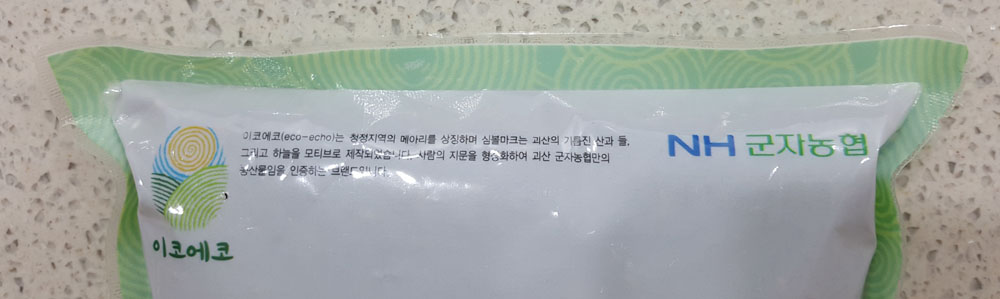 이코에코(eco-echo)는 청정지역의 메아리를 상징하며 심볼마크는 괴산의 기름진 산과 들,
그리고 하늘을 모티브로 제작되었습니다. 사람의 지문을 형상화하여 괴산 군자농협만의
농산물임을 인증하는 브랜드입니다.
NH 군자농협
이코에코